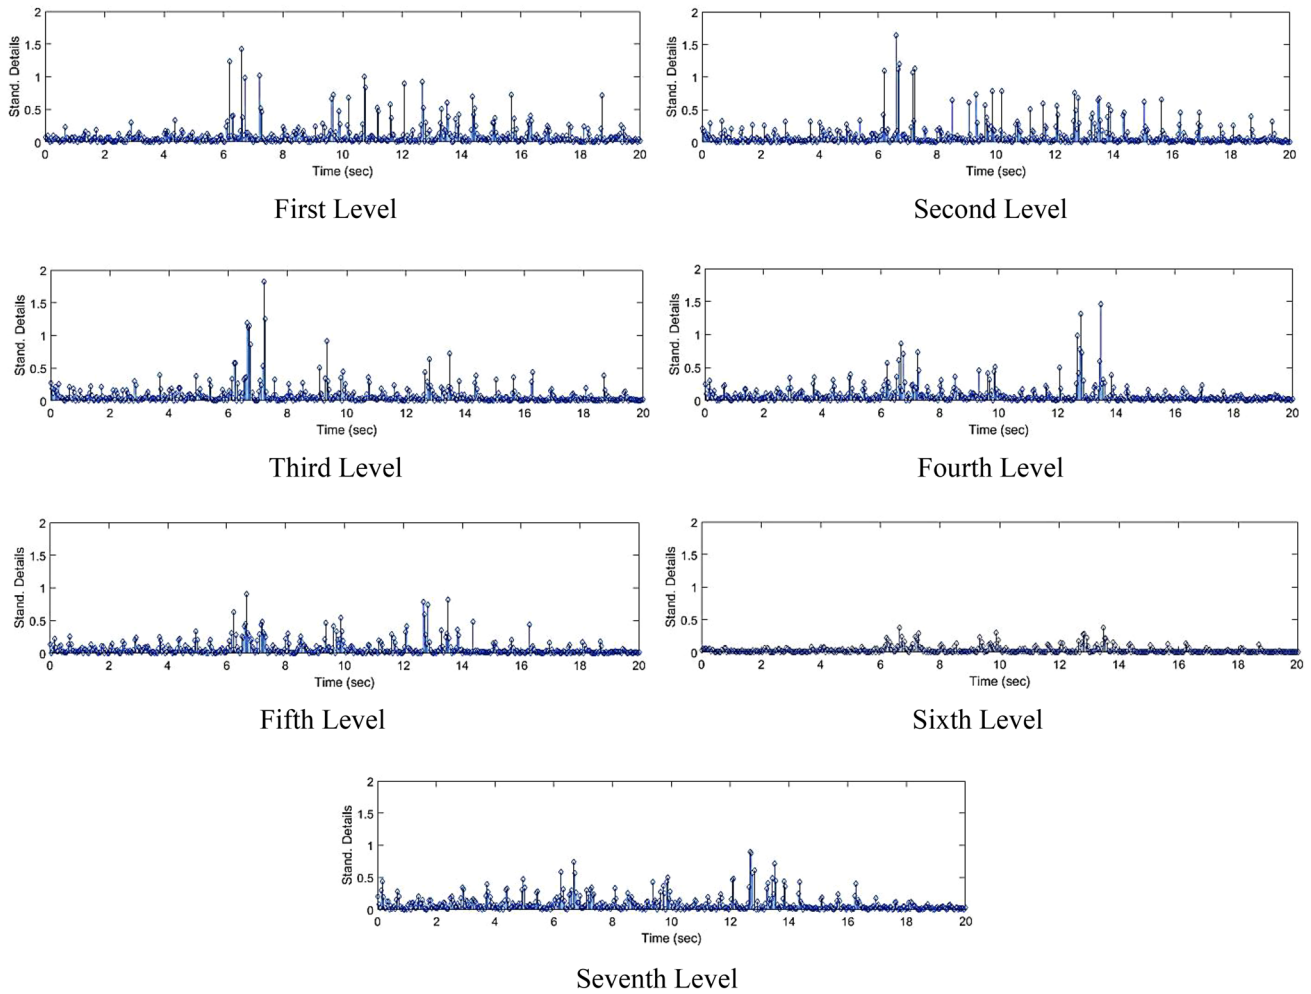 2
1.5
1
0.5
0
Stand. Details
0 2 4 6 8 10 12 14 16 18 20
Time (sec)
First Level
2
1.5
1
0.5
0
Stand. Details
0 2 4 6 8 10 12 14 16 18 20
Time (sec)
Second Level
2
1.5
1
0.5
0
Stand. Details
0 2 4 6 8 10 12 14 16 18 20
Time (sec)
Third Level
2
1.5
1
0.5
0
Stand. Details
0 2 4 6 8 10 12 14 16 18 20
Time (sec)
Fourth Level
2
1.5
1
0.5
0
Stand. Details
0 2 4 6 8 10 12 14 16 18 20
Time (sec)
Fifth Level
2
1.5
1
0.5
0
Stand. Details
0 2 4 6 8 10 12 14 16 18 20
Time (sec)
Sixth Level
2
1.5
1
0.5
0
Stand. Details
0 2 4 6 8 10 12 14 16 18 20
Time (sec)
Seventh Level